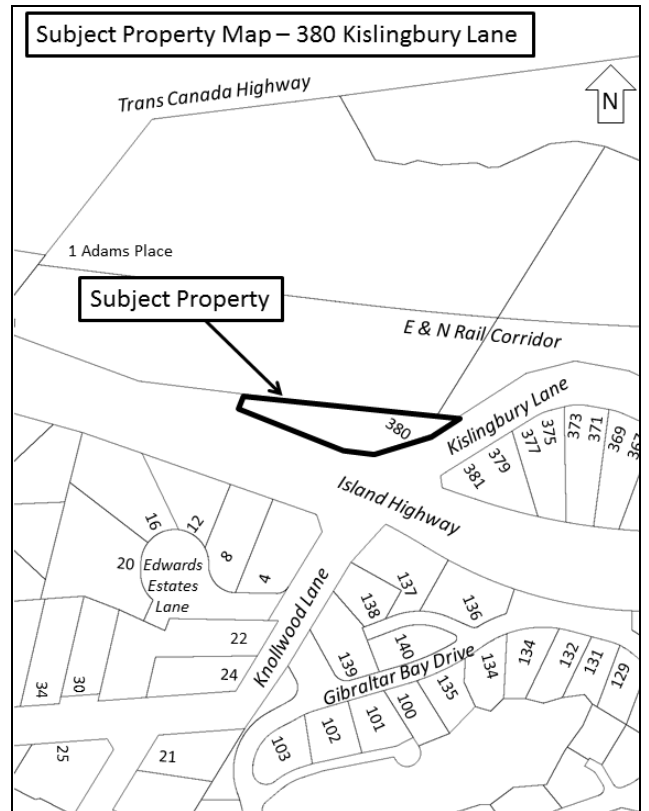 Subject Property Map – 380 Kislingbury Lane
Trans Canada Highway
N
1 Adams Place
Subject Property
E & N Rail Corridor
380
Kislingbury Lane
381
379
377
375
373
371
369
Island Highway
16
12
8
4
20
Edwards
Estates
Lane
Knollwood Lane
22
24
34
30
25
21
137
138
136
140
139
Gibraltar Bay Drive
134
134
132
131
129
135
100
101
102
103